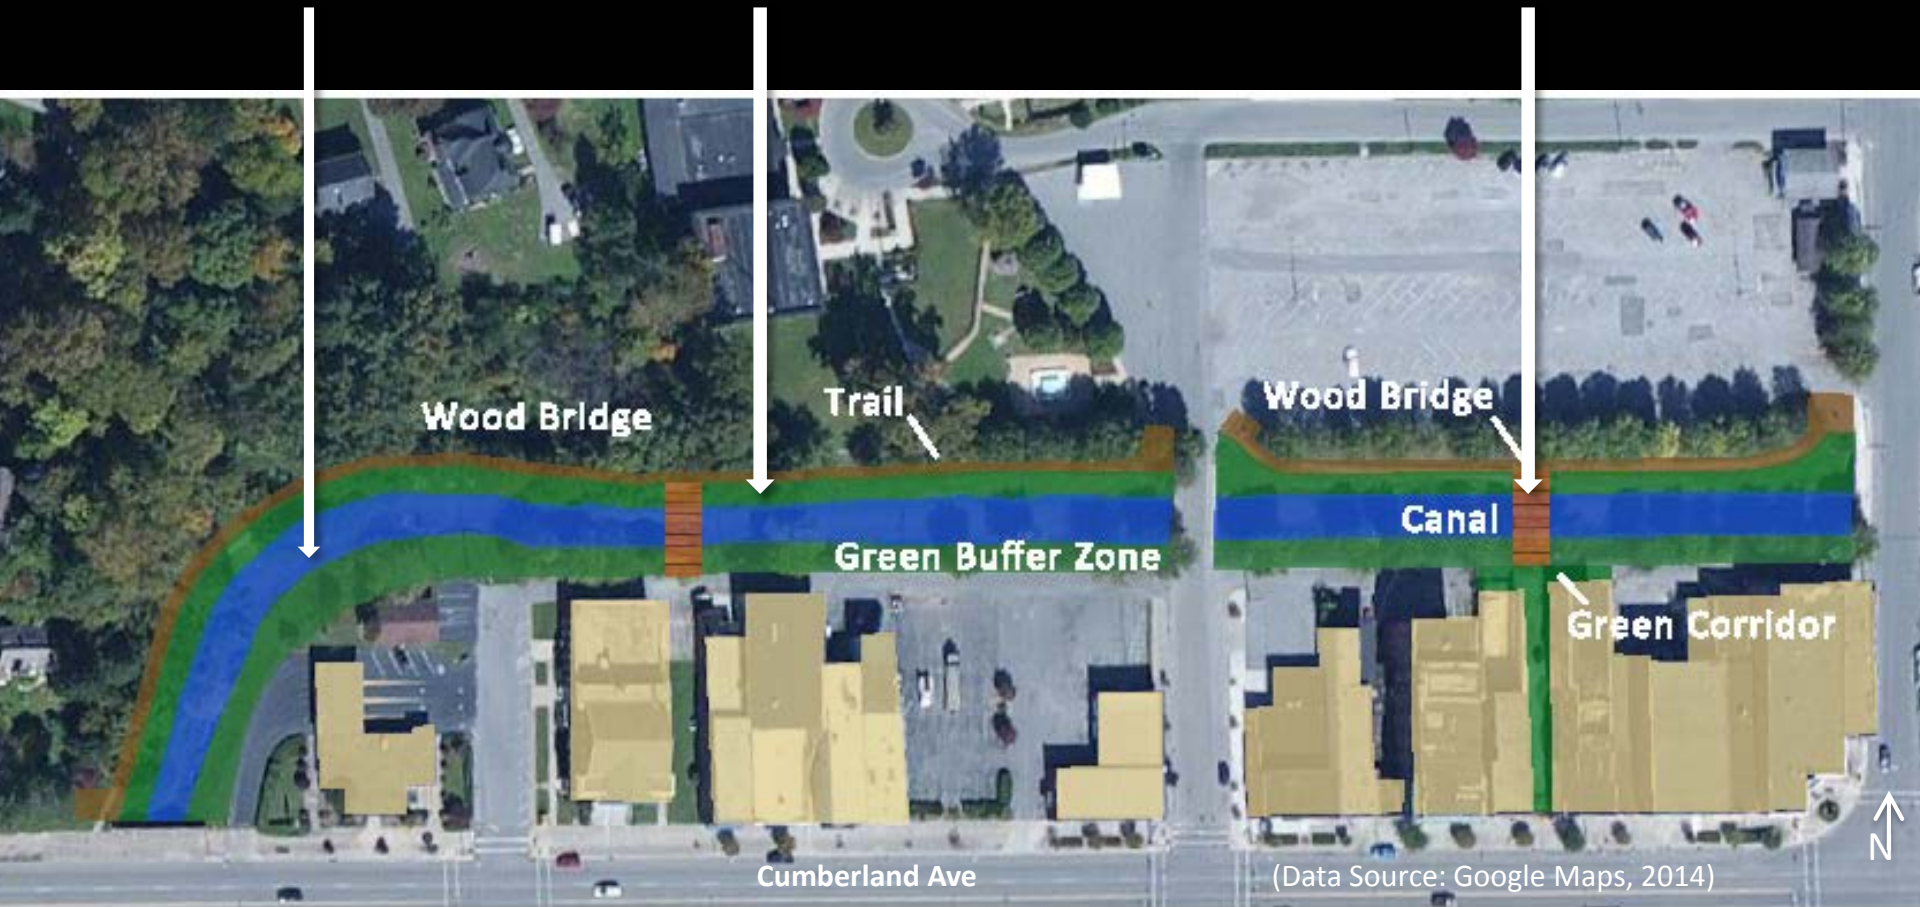 Wood Bridge
Trail
Wood Bridge
Canal
Green Buffer Zone
Green Corridor
Cumberland Ave
(Data Source: Google Maps, 2014)
N